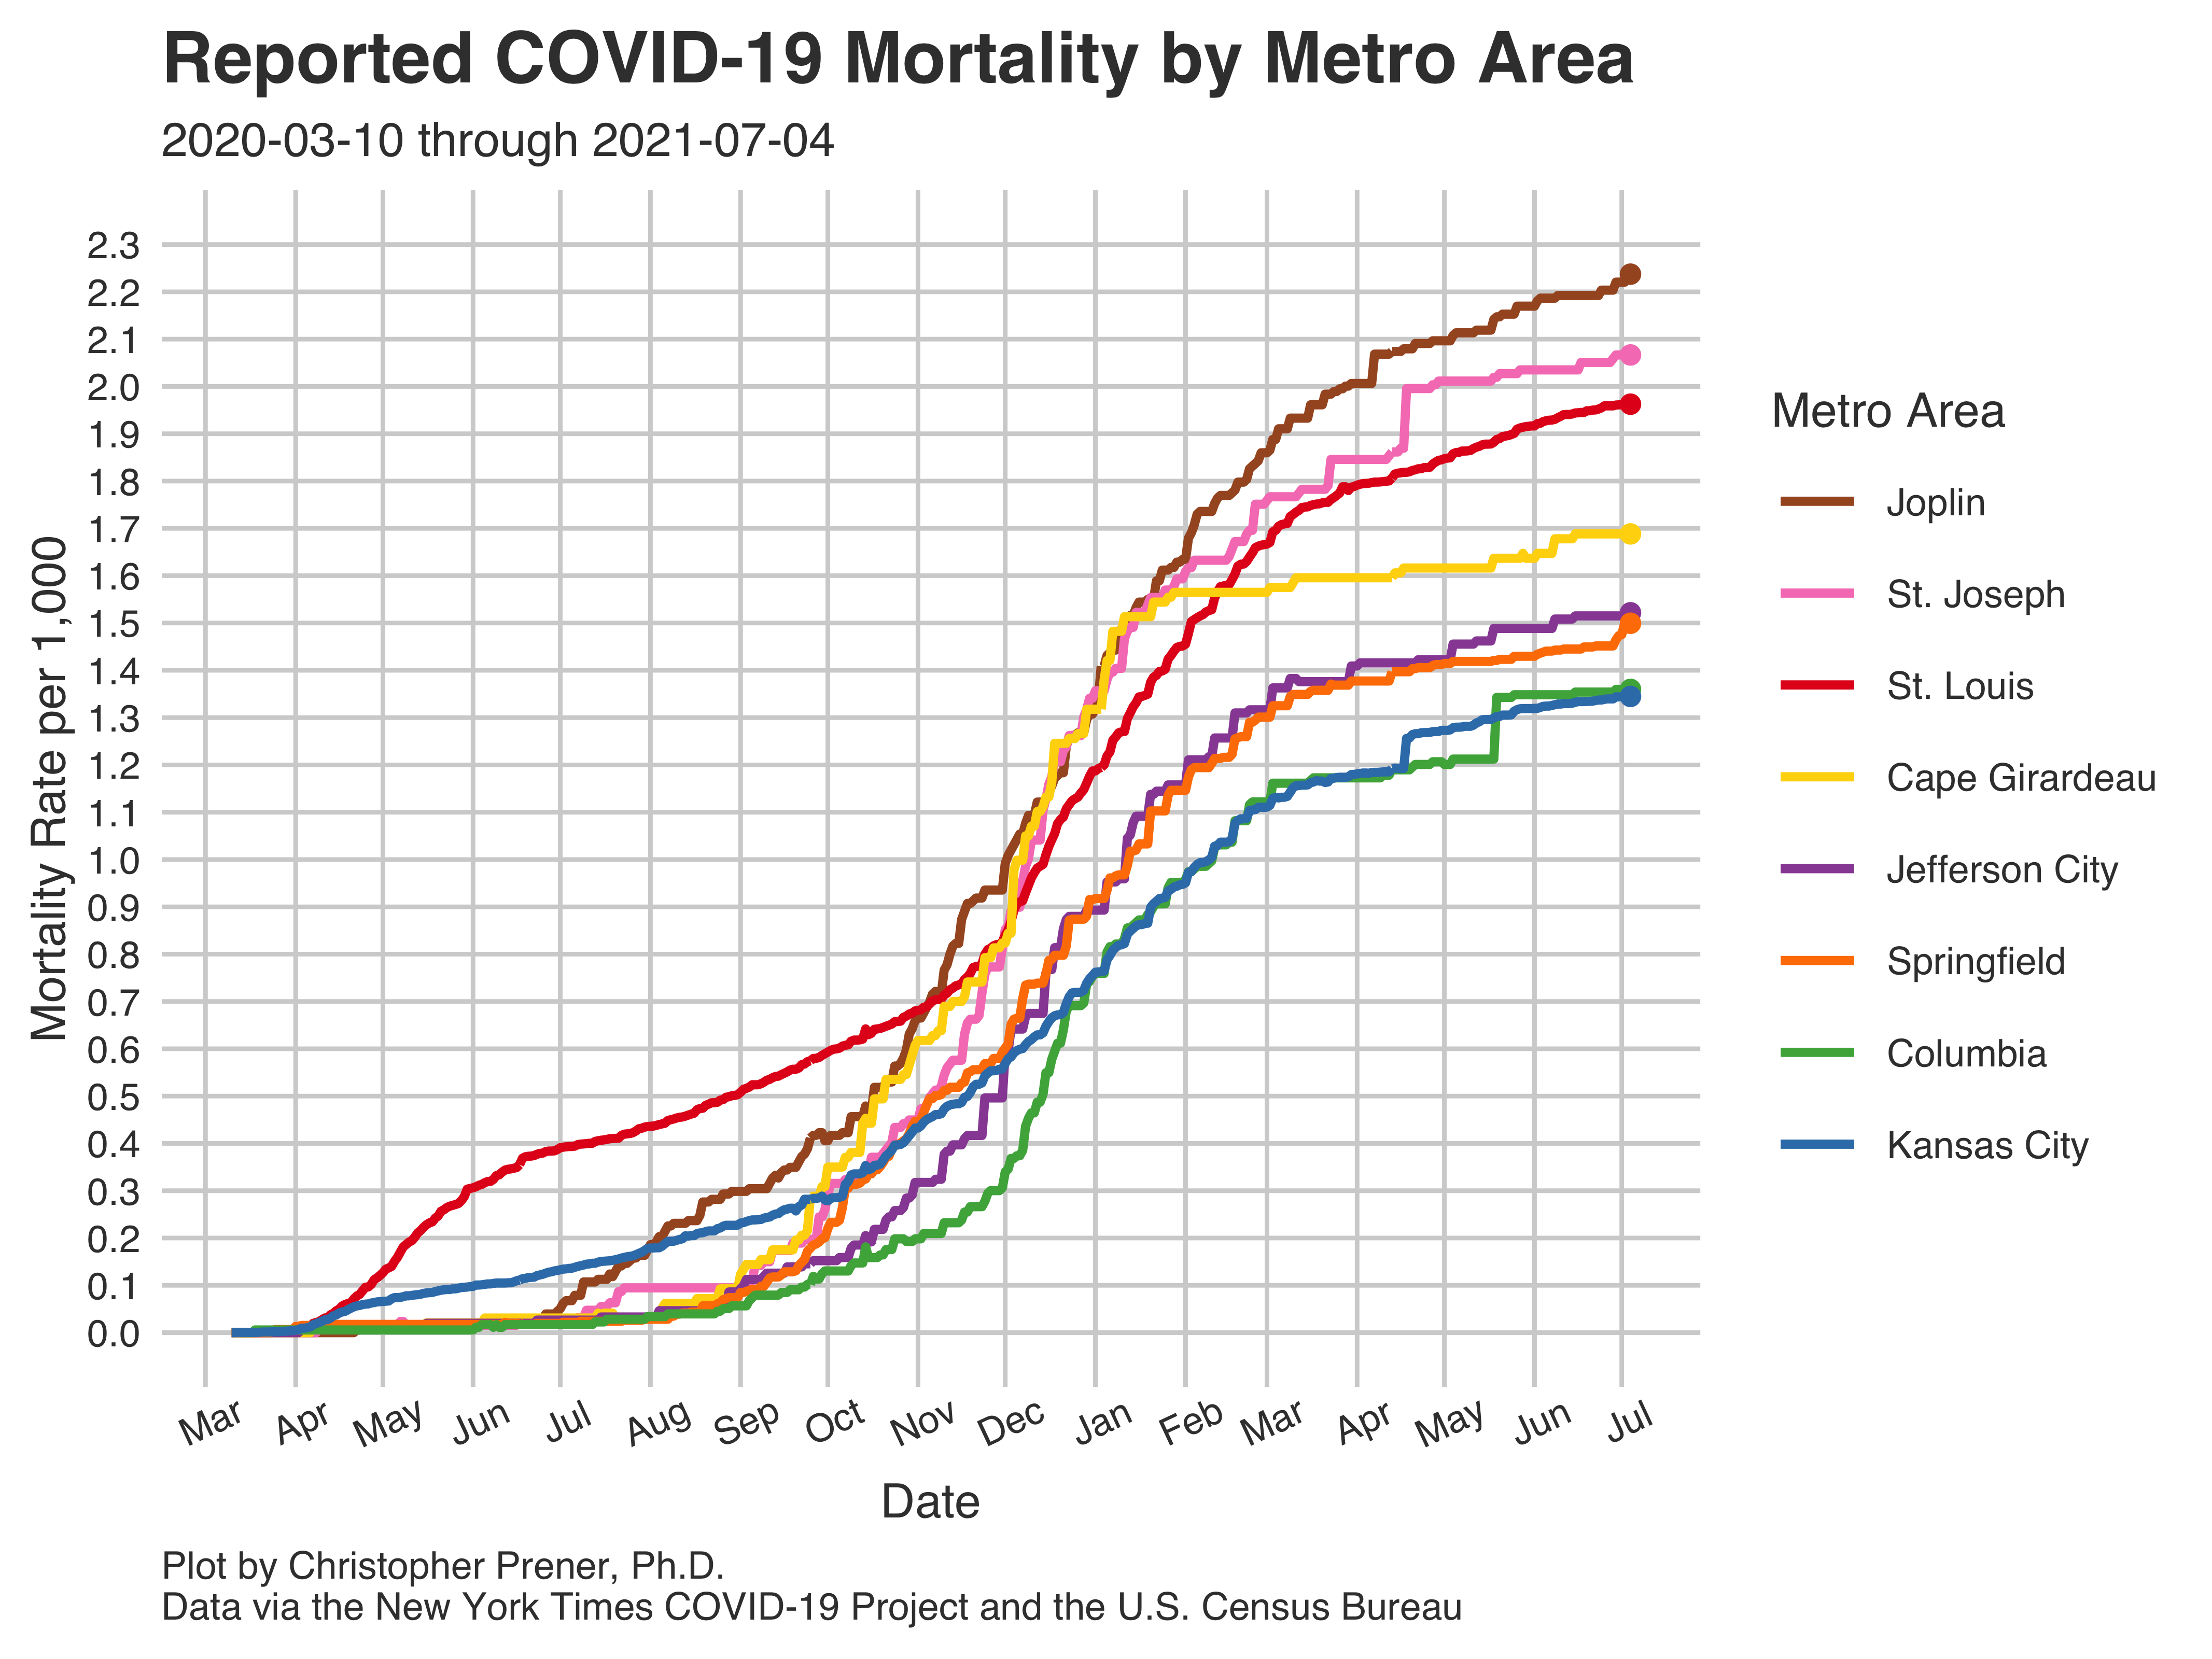 Reported COVID-19 Mortality by Metro Area
2020-03-10 through 2021-07-04
Mortality Rate per 1,000
2.3
2.2
2.1
2.0
1.9
1.8
1.7
1.6
1.5
1.4
1.3
1.2
1.1
1.0
0.9
0.8
0.7
0.6
0.5
0.4
0.3
0.2
0.1
0.0
Mar Apr May Jun Jul Aug Sep Oct Nov Dec Jan Feb Mar Apr May Jun Jul
Date
Metro Area
Joplin
St. Joseph
St. Louis
Cape Girardeau
Jefferson City
Springfield
Columbia
Kansas City
Plot by Christopher Prener, Ph.D.
Data via the New York Times COVID-19 Project and the U.S. Census Bureau